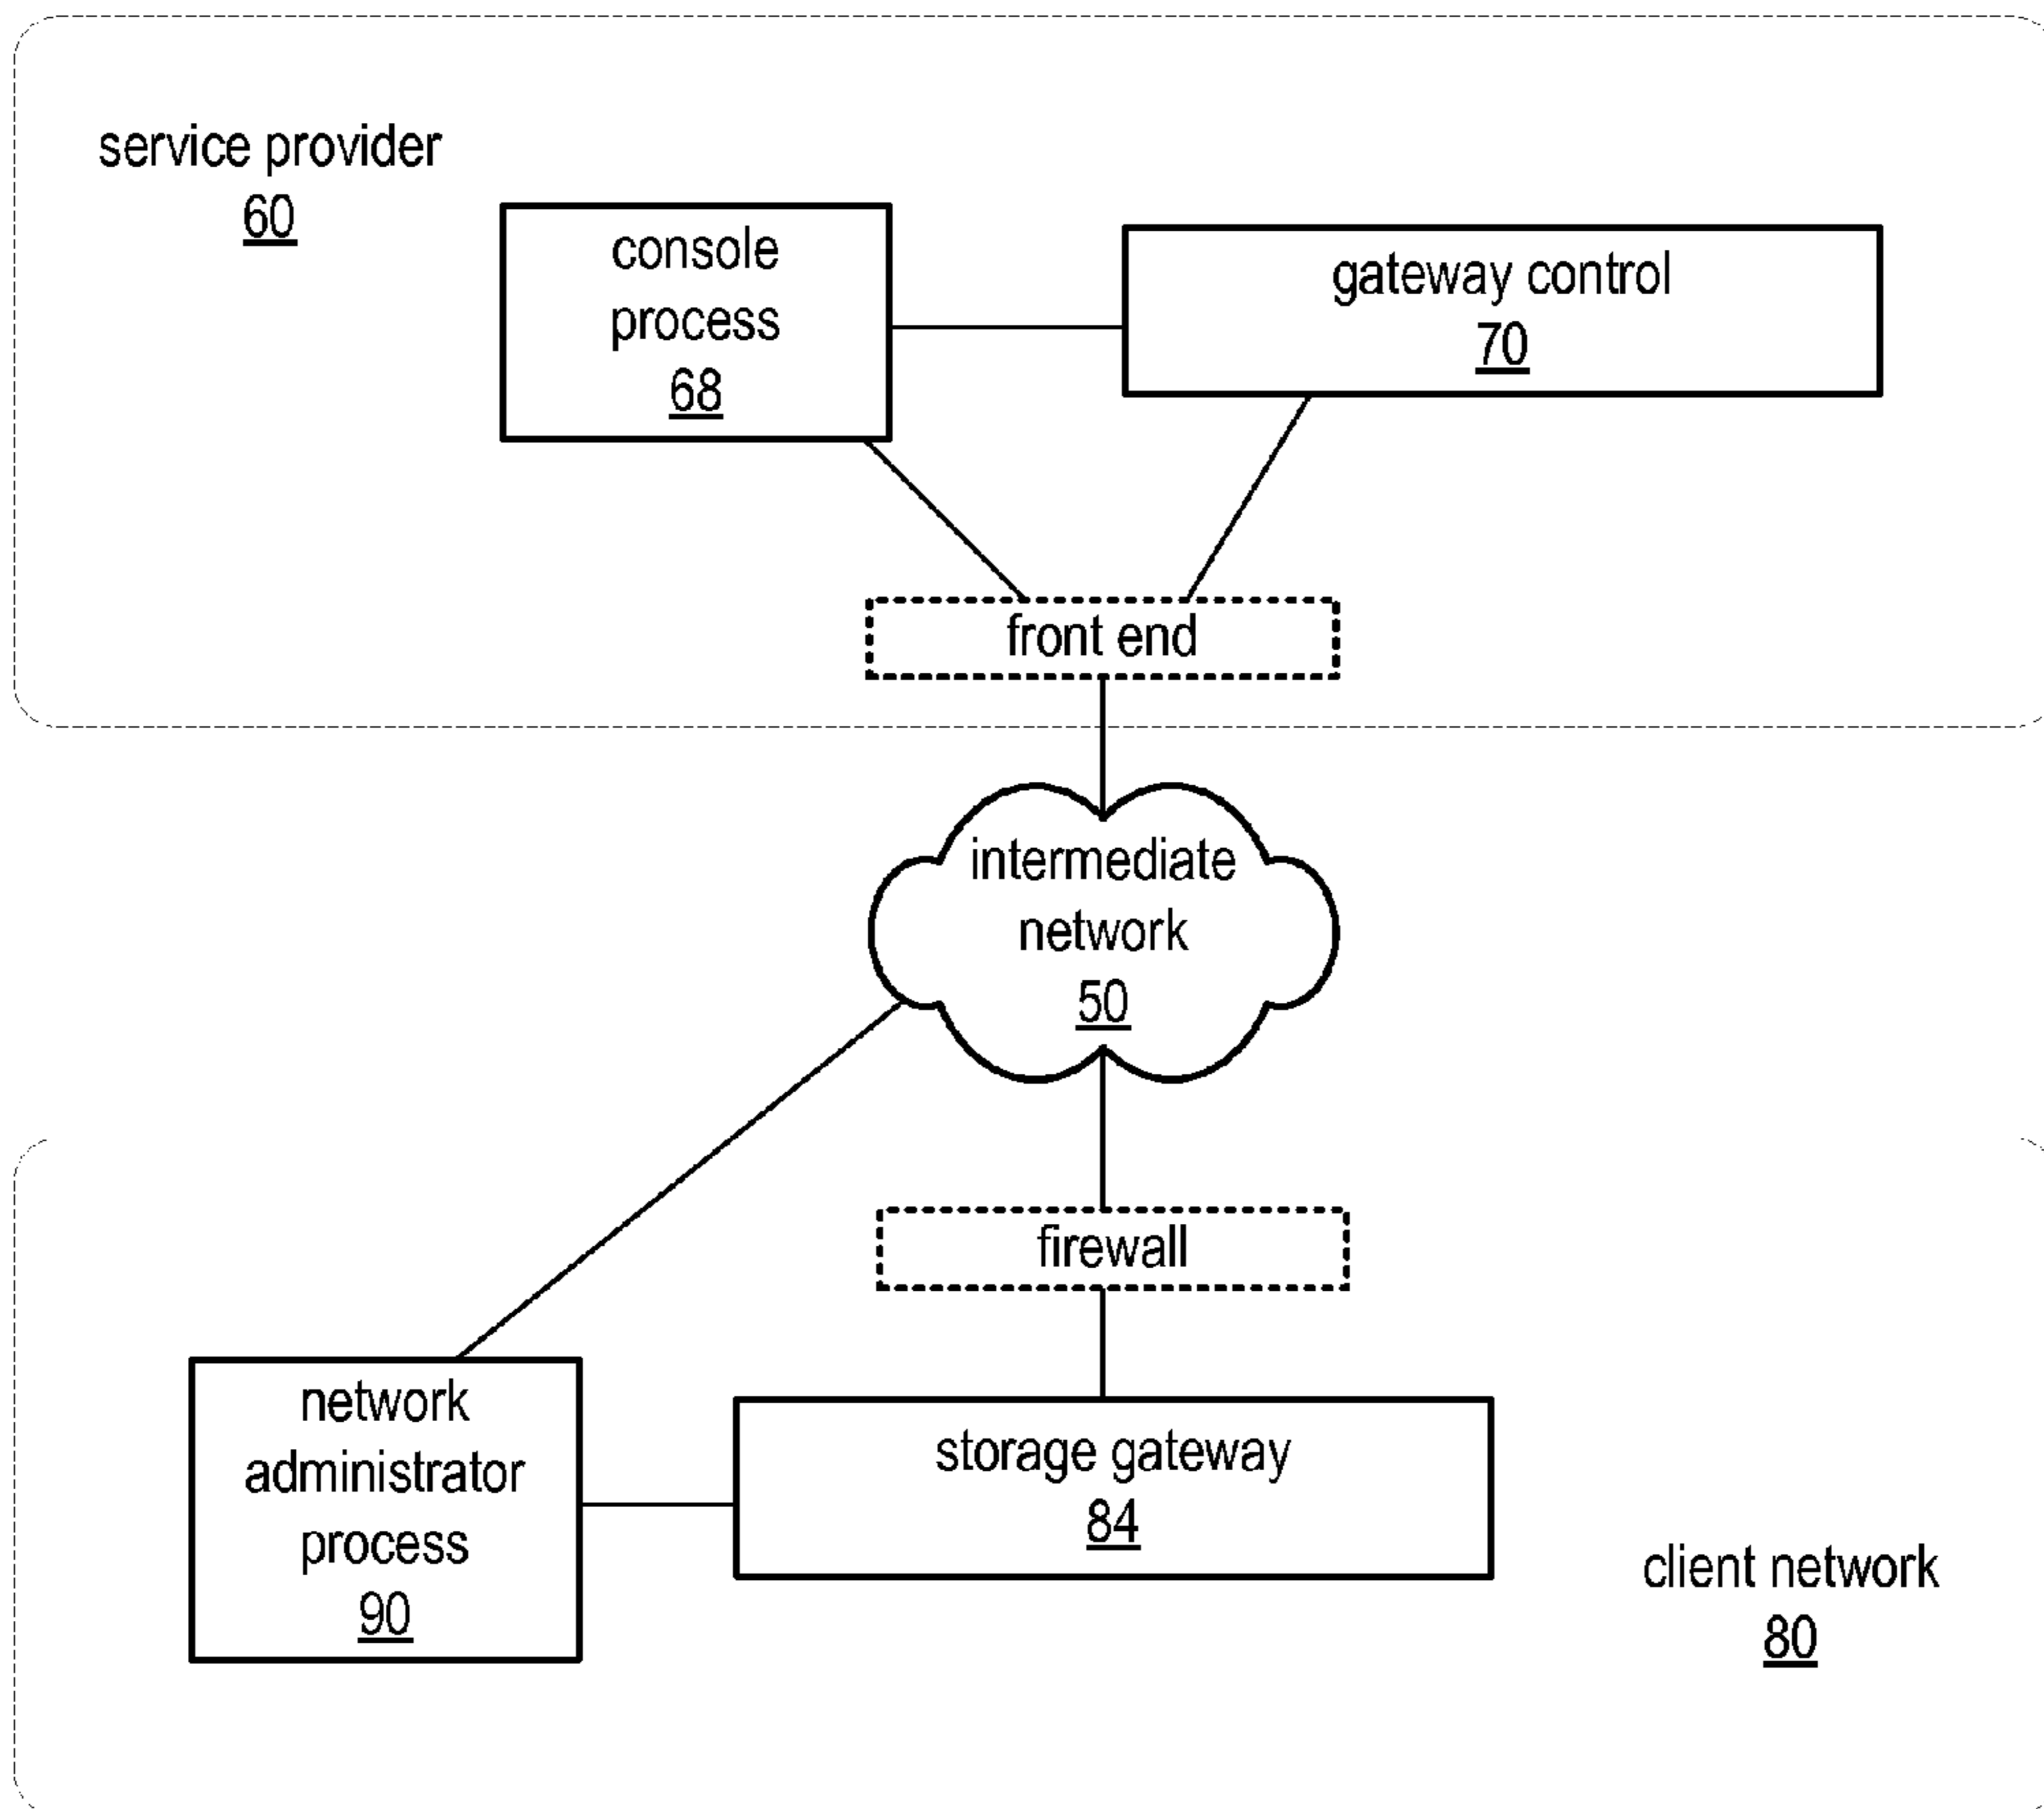 service provider
60
console
process
68
gateway control
70
front end
intermediate
network
50
firewall
network
administrator
process
90
storage gateway
84
client network
80